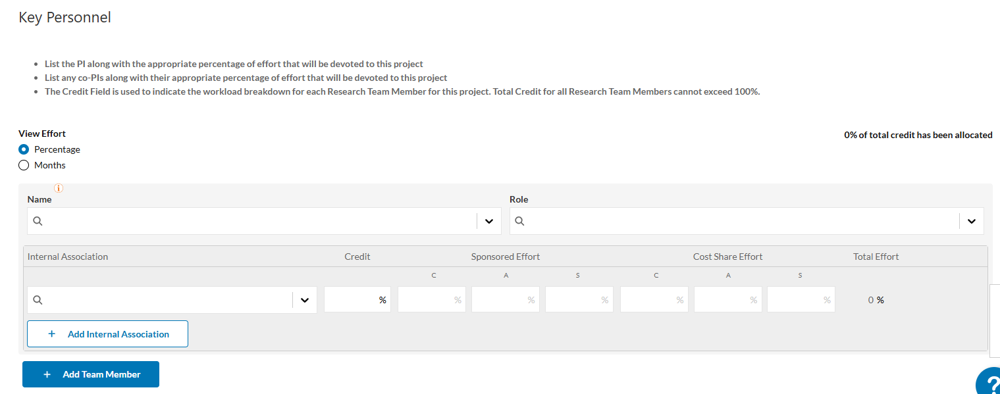 Key Personnel
• List the PI along with the appropriate percentage of effort that will be devoted to this project
• List any co-PIs along with their appropriate percentage of effort that will be devoted to this project
• The Credit Field is used to indicate the workload breakdown for each Research Team Member for this project. Total Credit for all Research Team Members cannot exceed 100%.
View Effort
0% of total credit has been allocated
Percentage
Months
i
Name Role
Internal Association Credit Sponsored Effort Cost Share Effort Total Effort
C A S C A S
% % % % % % % 0 %
+ Add Internal Association
+ Add Team Member
?